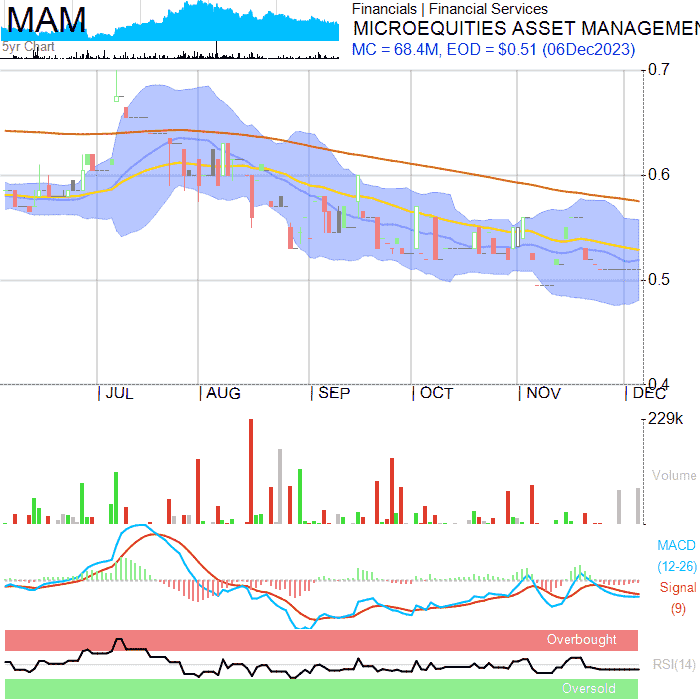 MAM
5yr Chart
Financials | Financial Services
MICROEQUITIES ASSET MANAGEMEN
MC = 68.4M, EOD = $0.51 (06Dec2023)
0.7
0.6
0.5
0.4
JUL AUG SEP OCT NOV DEC
229k
Volume
MACD
(12-26)
Signal
(9)
Overbought
RSI(14)
Oversold